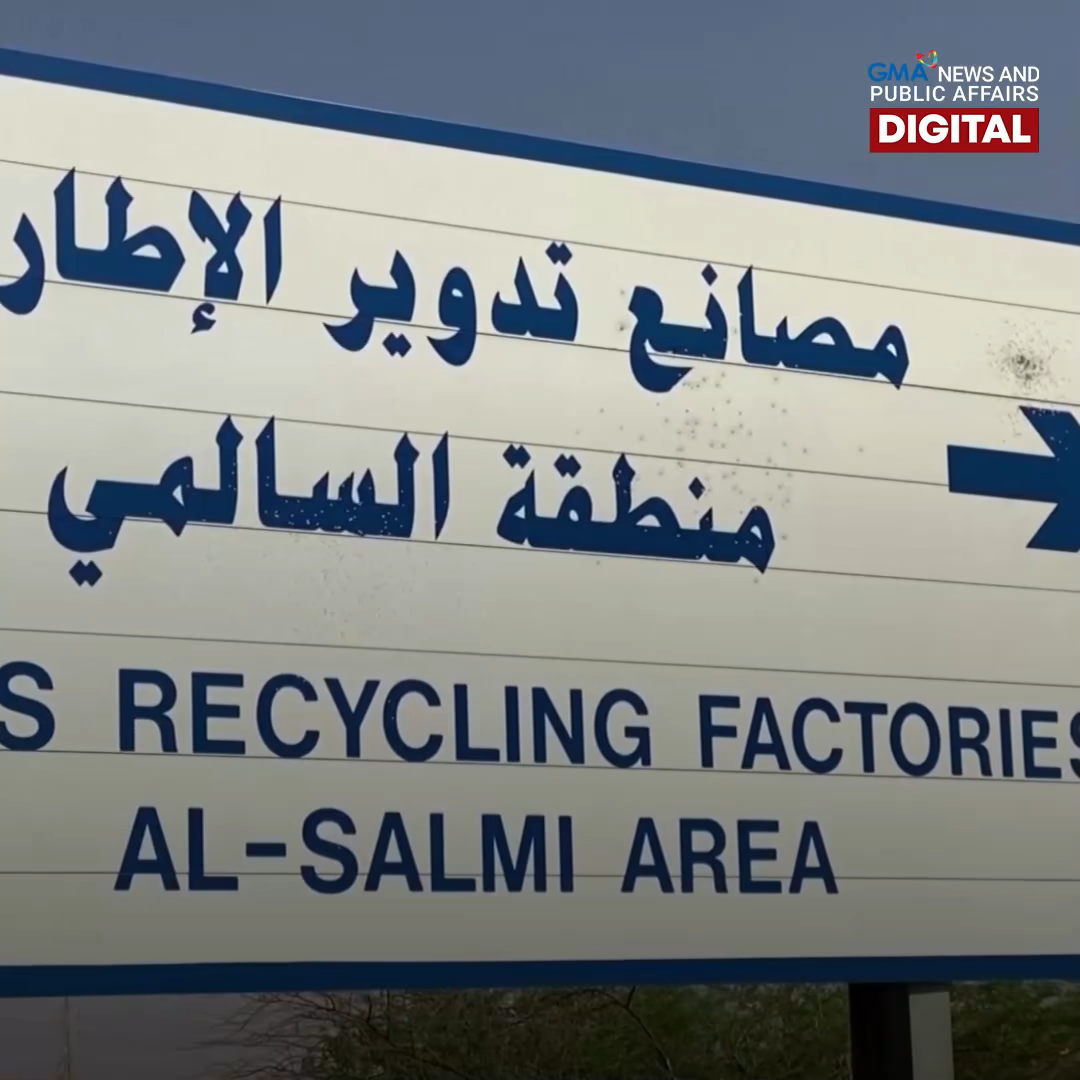 GMA NEWS AND
PUBLIC AFFAIRS
DIGITAL
مصانع تدوير الإطار
منطقة السالمي
S RECYCLING FACTORIES
AL-SALMI AREA